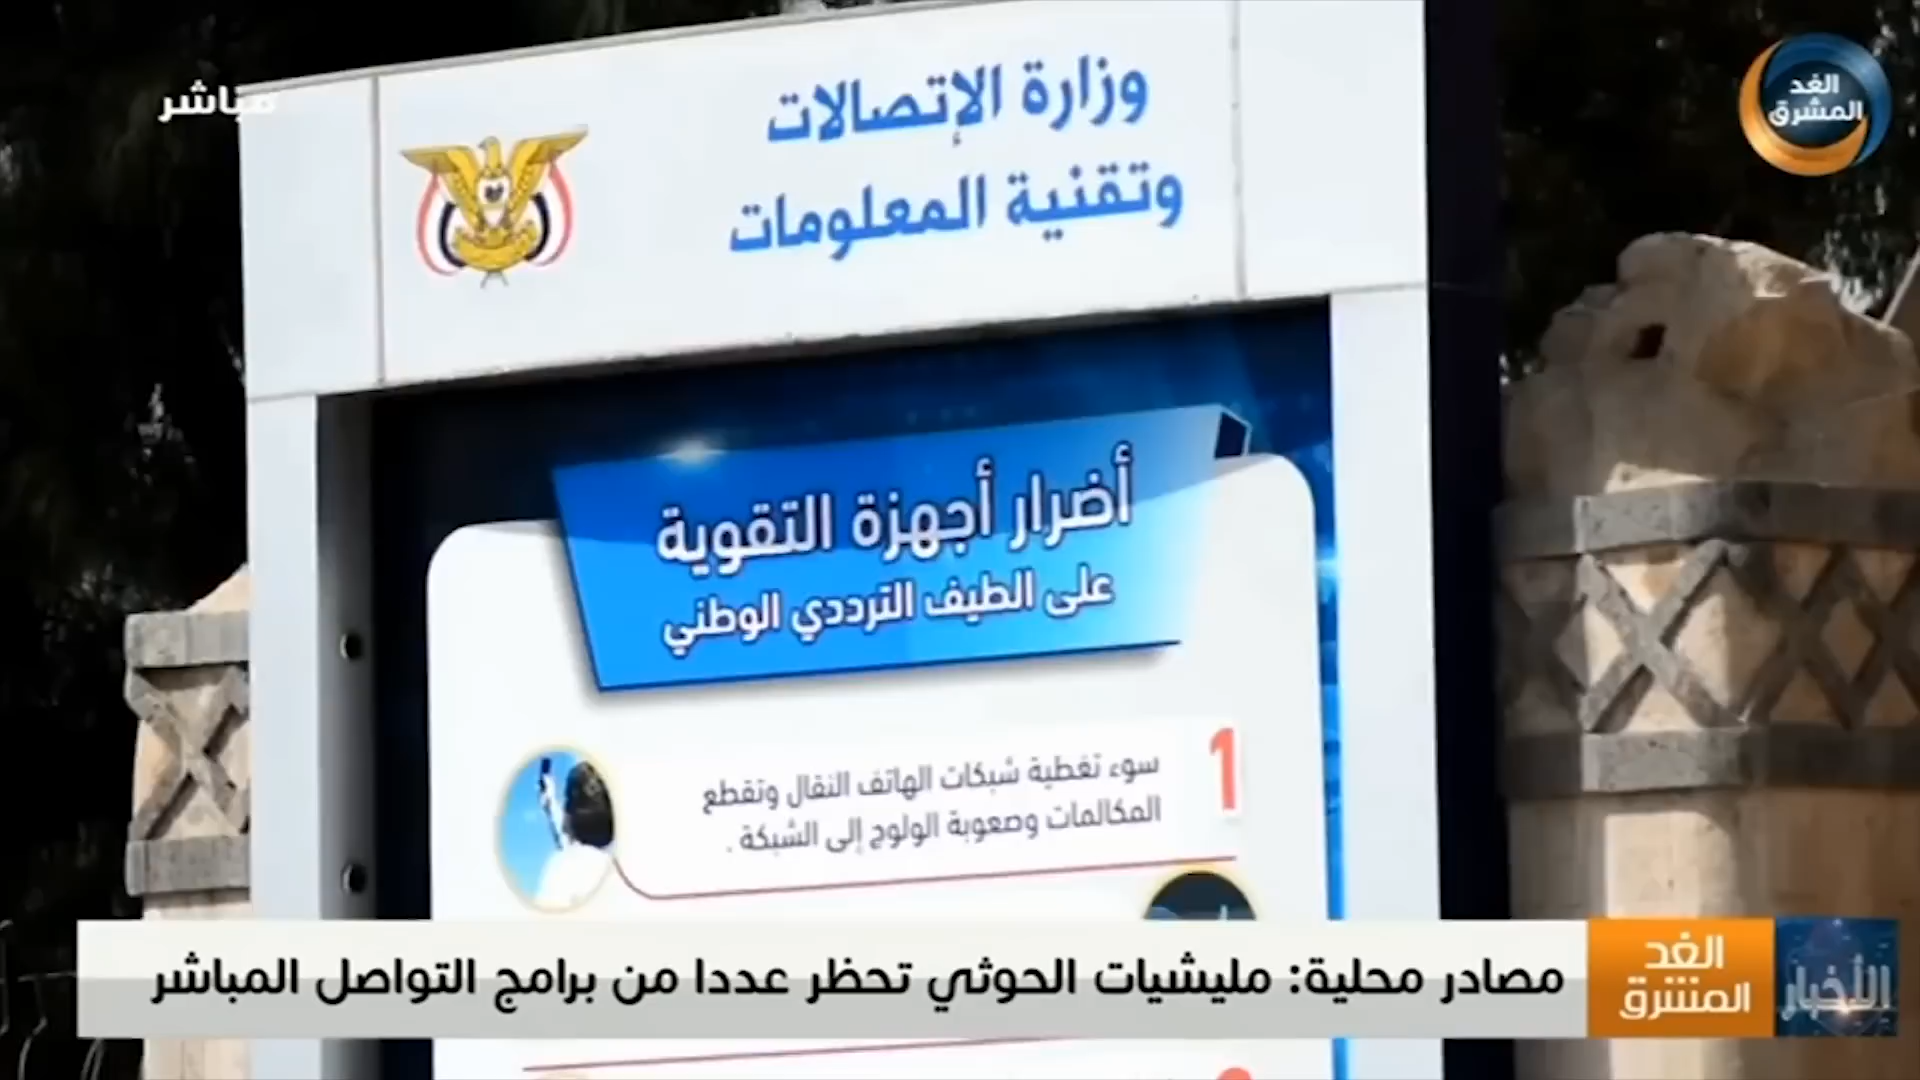 مباشر
الغد
المشرق
وزارة الإتصالات
وتقنية المعلومات
أضرار أجهزة التقوية
على الطيف الترددي الوطني
1
سوء تغطية شبكات الهاتف النقال وتقطع
المكالمات وصعوبة الولوج إلى الشبكة .
مصادر محلية: مليشيات الحوثي تحظر عددا من برامج التواصل المباشر
الغد
المشرق
الأخبار